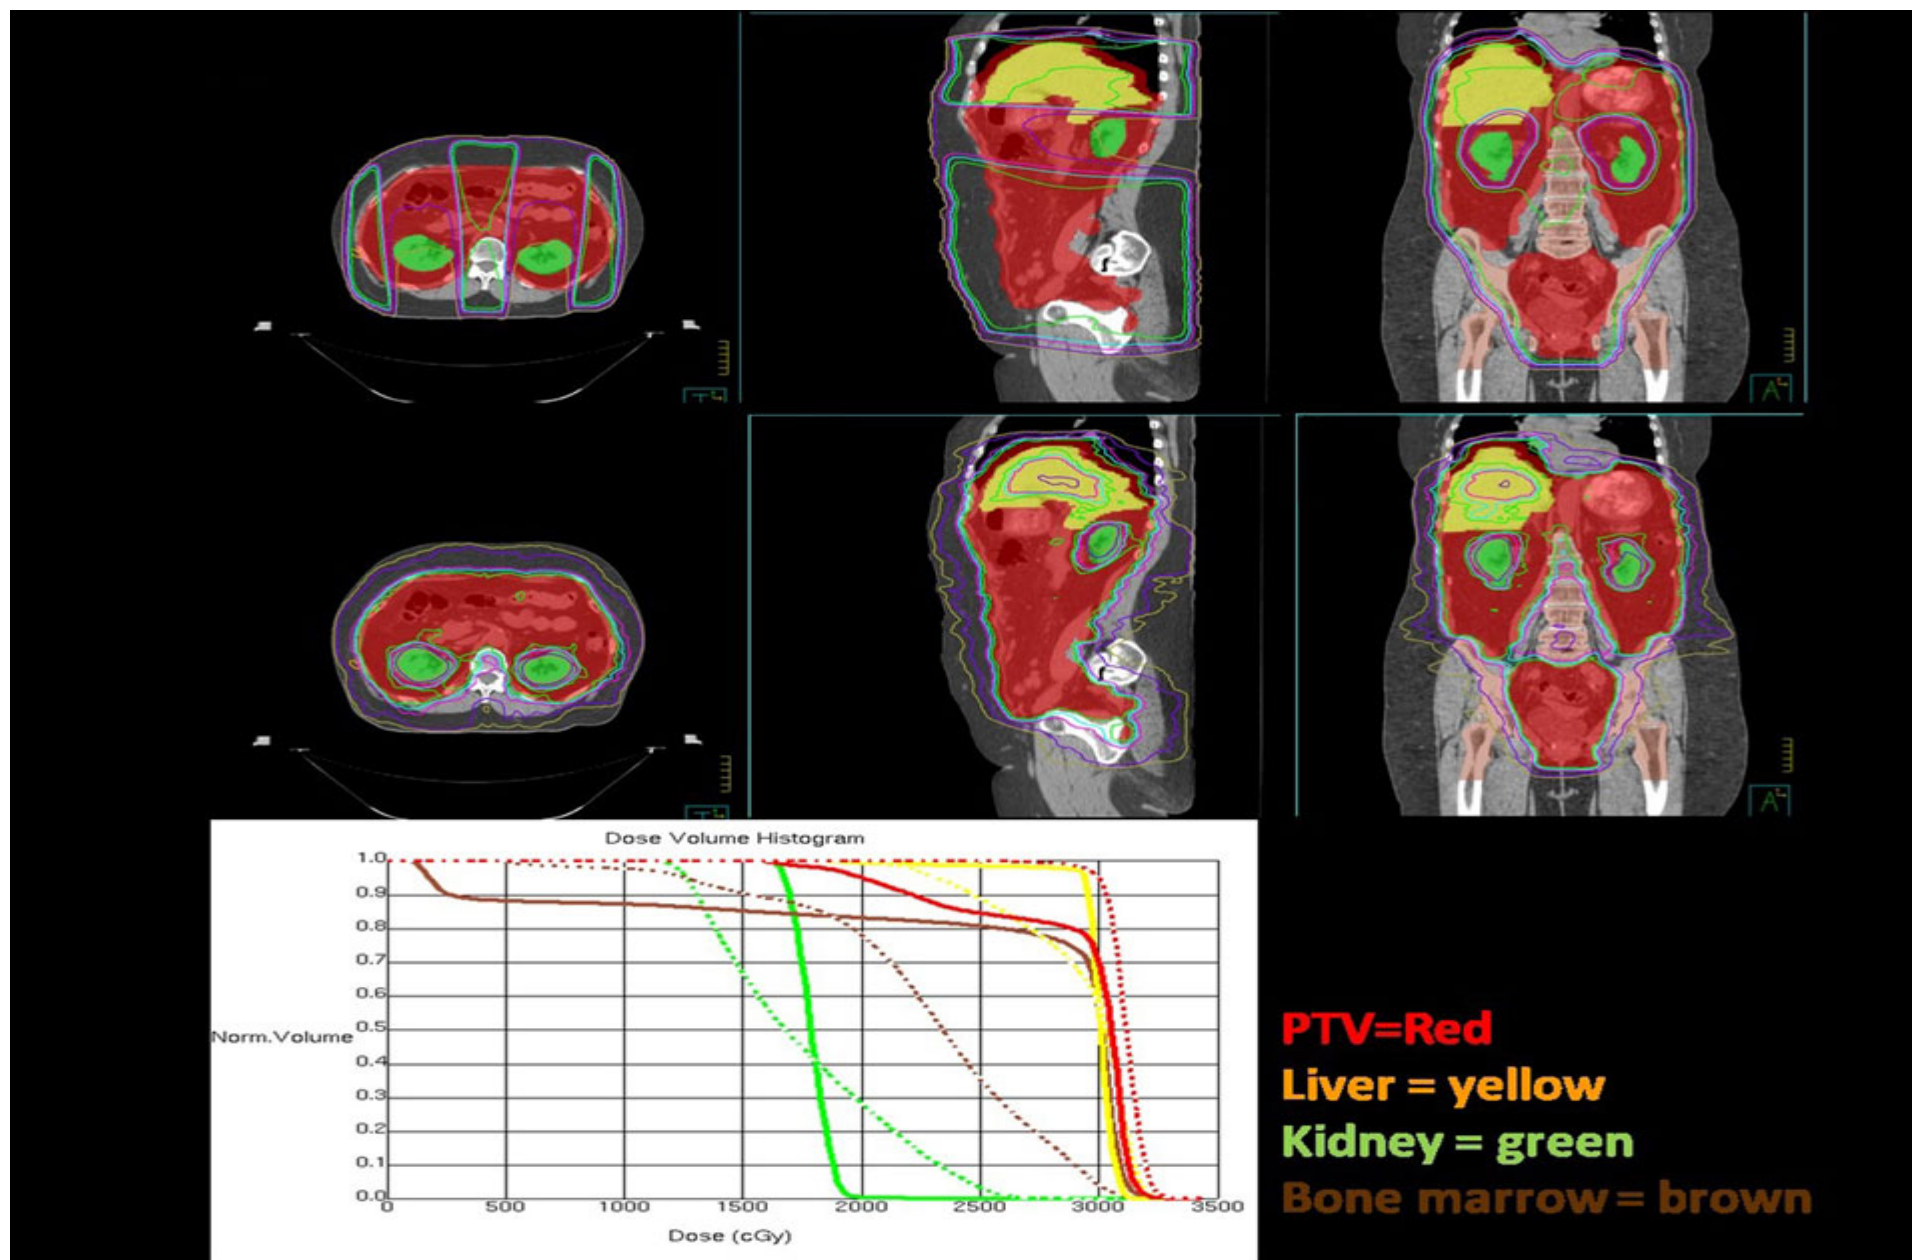 T
A
T
A
Dose Volume Histogram
1.0
0.9
0.8
0.7
0.6
0.5
0.4
0.3
0.2
0.1
0.0
Norm.Volume
0 500 1000 1500 2000 2500 3000 3500
Dose (cGy)
PTV=Red
Liver = yellow
Kidney = green
Bone marrow = brown